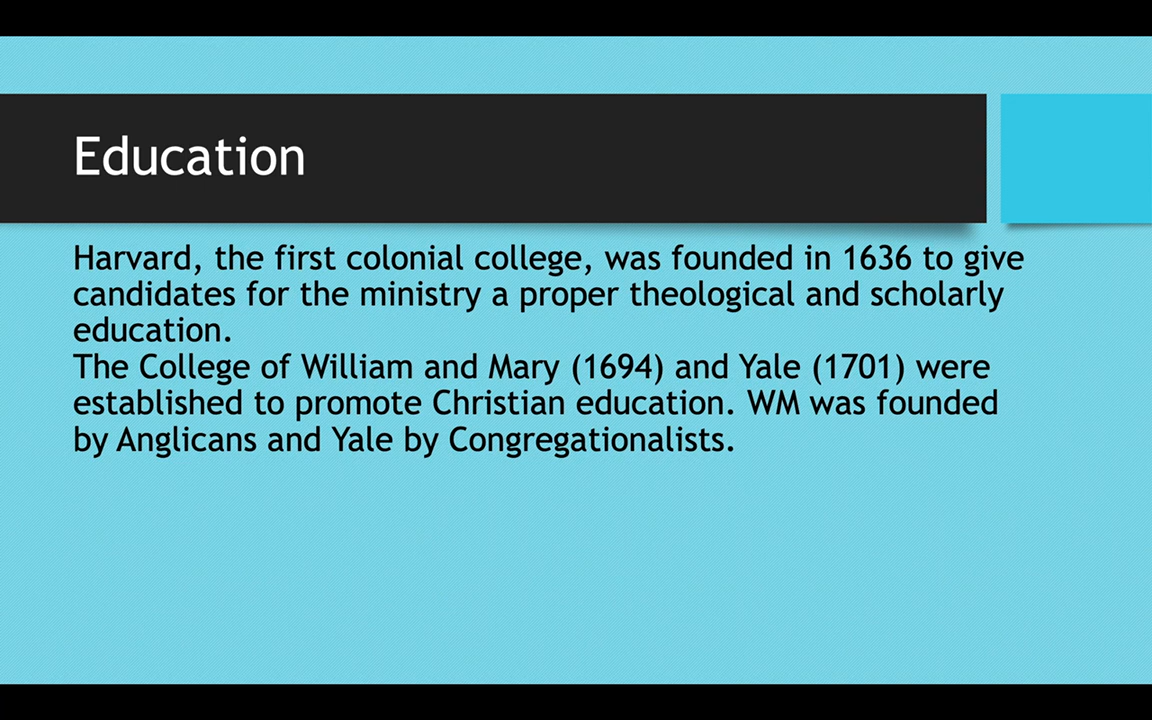 Education
Harvard, the first colonial college, was founded in 1636 to give
candidates for the ministry a proper theological and scholarly
education.
The College of William and Mary (1694) and Yale (1701) were
established to promote Christian education. WM was founded
by Anglicans and Yale by Congregationalists.